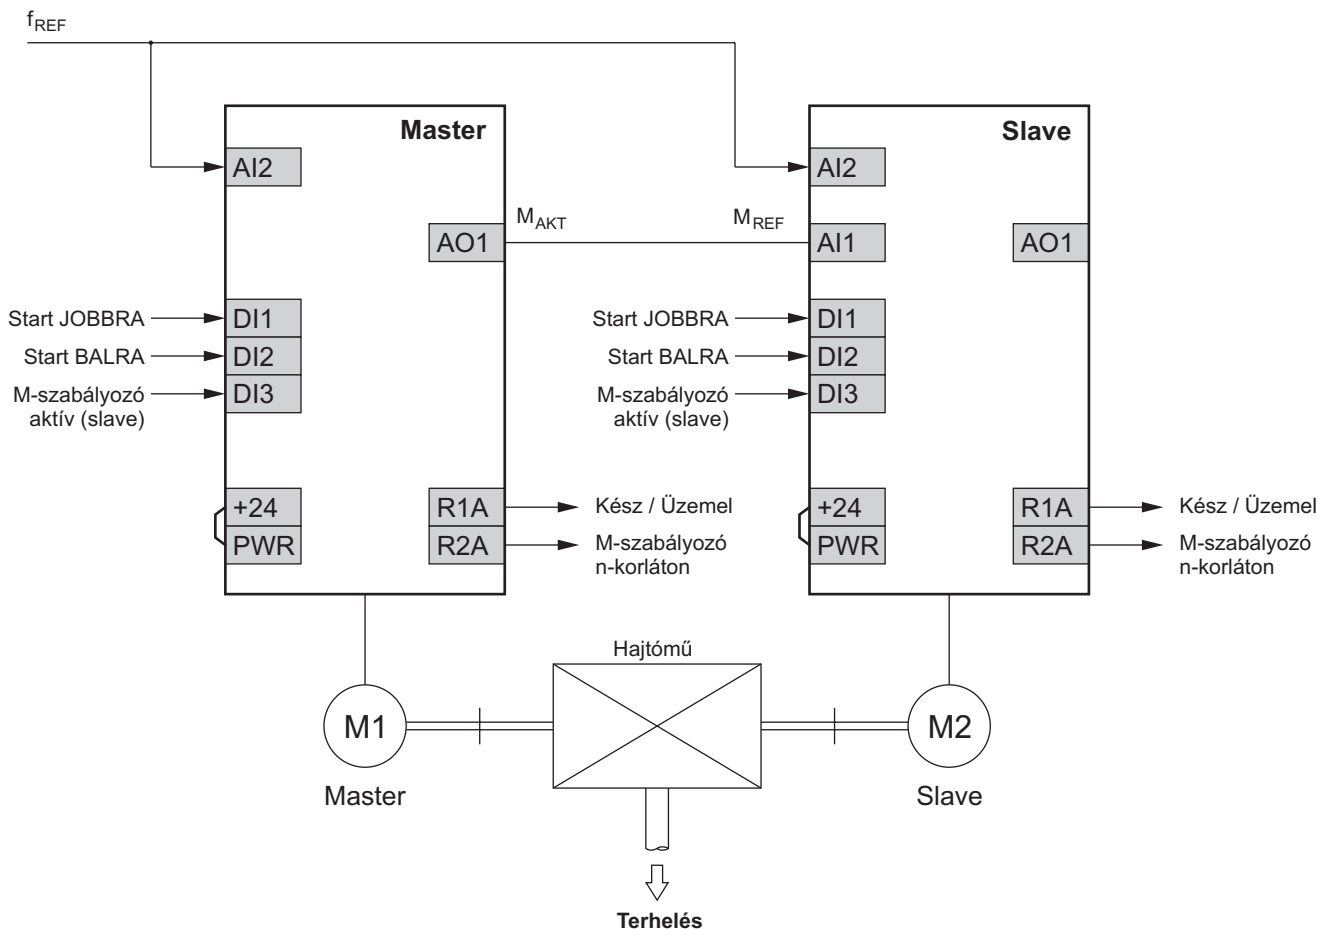 fREF
Master
Slave
AI2
AI2
MAKT
MREF
AO1
AI1
AO1
Start JOBBRA
DI1
Start JOBBRA
DI1
Start BALRA
DI2
Start BALRA
DI2
M-szabályozó
aktív (slave)
DI3
M-szabályozó
aktív (slave)
DI3
+24
R1A
Kész / Üzemel
+24
R1A
Kész / Üzemel
PWR
R2A
M-szabályozó
n-korláton
PWR
R2A
M-szabályozó
n-korláton
Hajtómű
M1
M2
Master
Slave
Terhelés